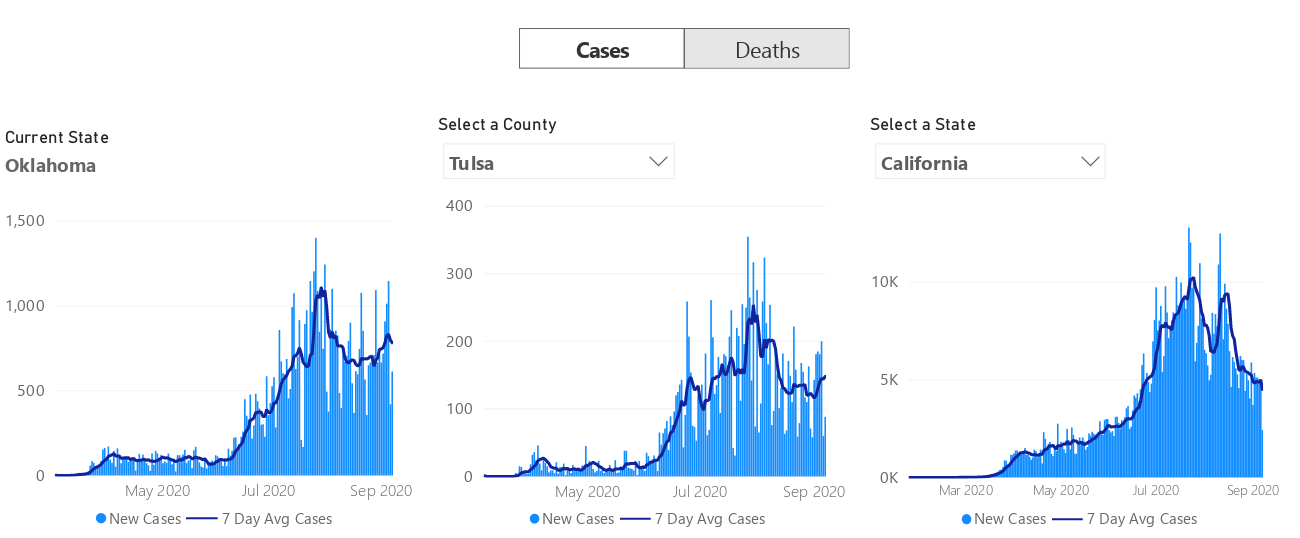 Cases Deaths
Current State
Oklahoma
1,500
1,000
500
0
May 2020 Jul 2020 Sep 2020
New Cases 7 Day Avg Cases
Select a County
Tulsa
400
300
200
100
0
May 2020 Jul 2020 Sep 2020
New Cases 7 Day Avg Cases
Select a State
California
10K
5K
0K
Mar 2020 May 2020 Jul 2020 Sep 2020
New Cases 7 Day Avg Cases